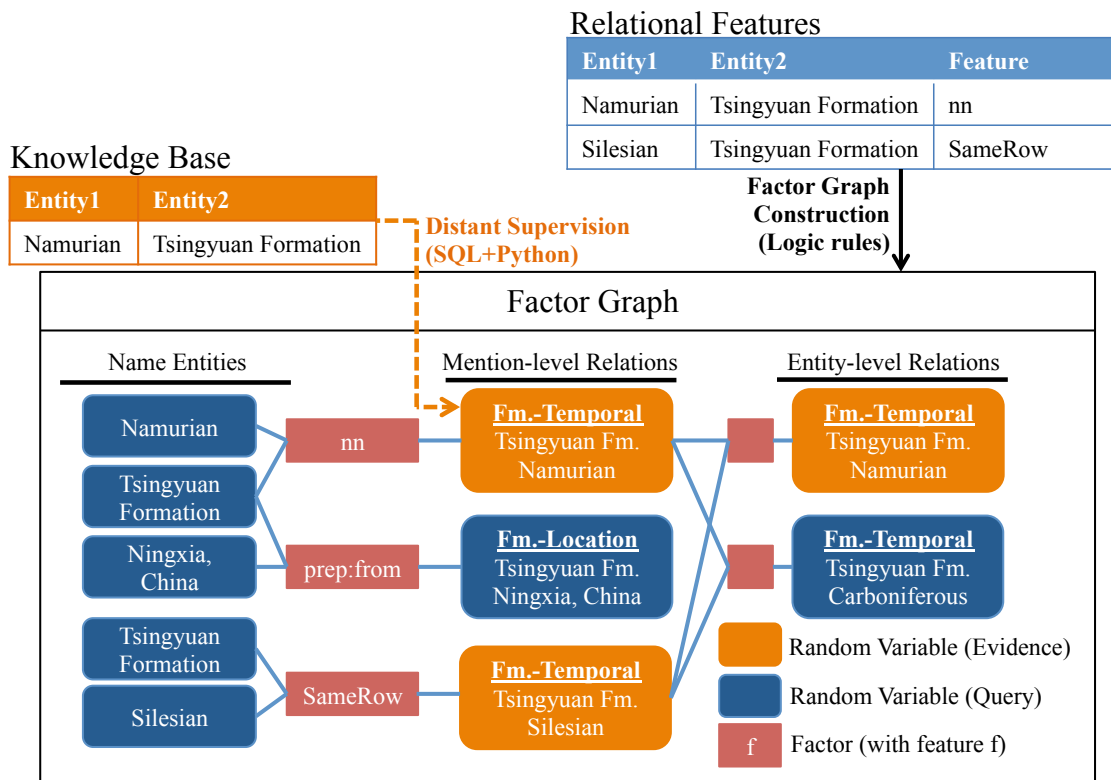 Relational Features
Entity1 Entity2 Feature
Namurian Tsingyuan Formation nn
Silesian Tsingyuan Formation SameRow
Knowledge Base
Entity1 Entity2
Namurian Tsingyuan Formation
Distant Supervision
(SQL+Python)
Factor Graph
Construction
(Logic rules)
Factor Graph
Name Entities
Mention-level Relations
Entity-level Relations
Namurian
Tsingyuan
Formation
Ningxia,
China
Tsingyuan
Formation
Silesian
nn
prep:from
SameRow
Fm.-Temporal
Tsingyuan Fm.
Namurian
Fm.-Location
Tsingyuan Fm.
Ningxia, China
Fm.-Temporal
Tsingyuan Fm.
Silesian
Fm.-Temporal
Tsingyuan Fm.
Namurian
Fm.-Temporal
Tsingyuan Fm.
Carboniferous
Random Variable (Evidence)
Random Variable (Query)
f Factor (with feature f)